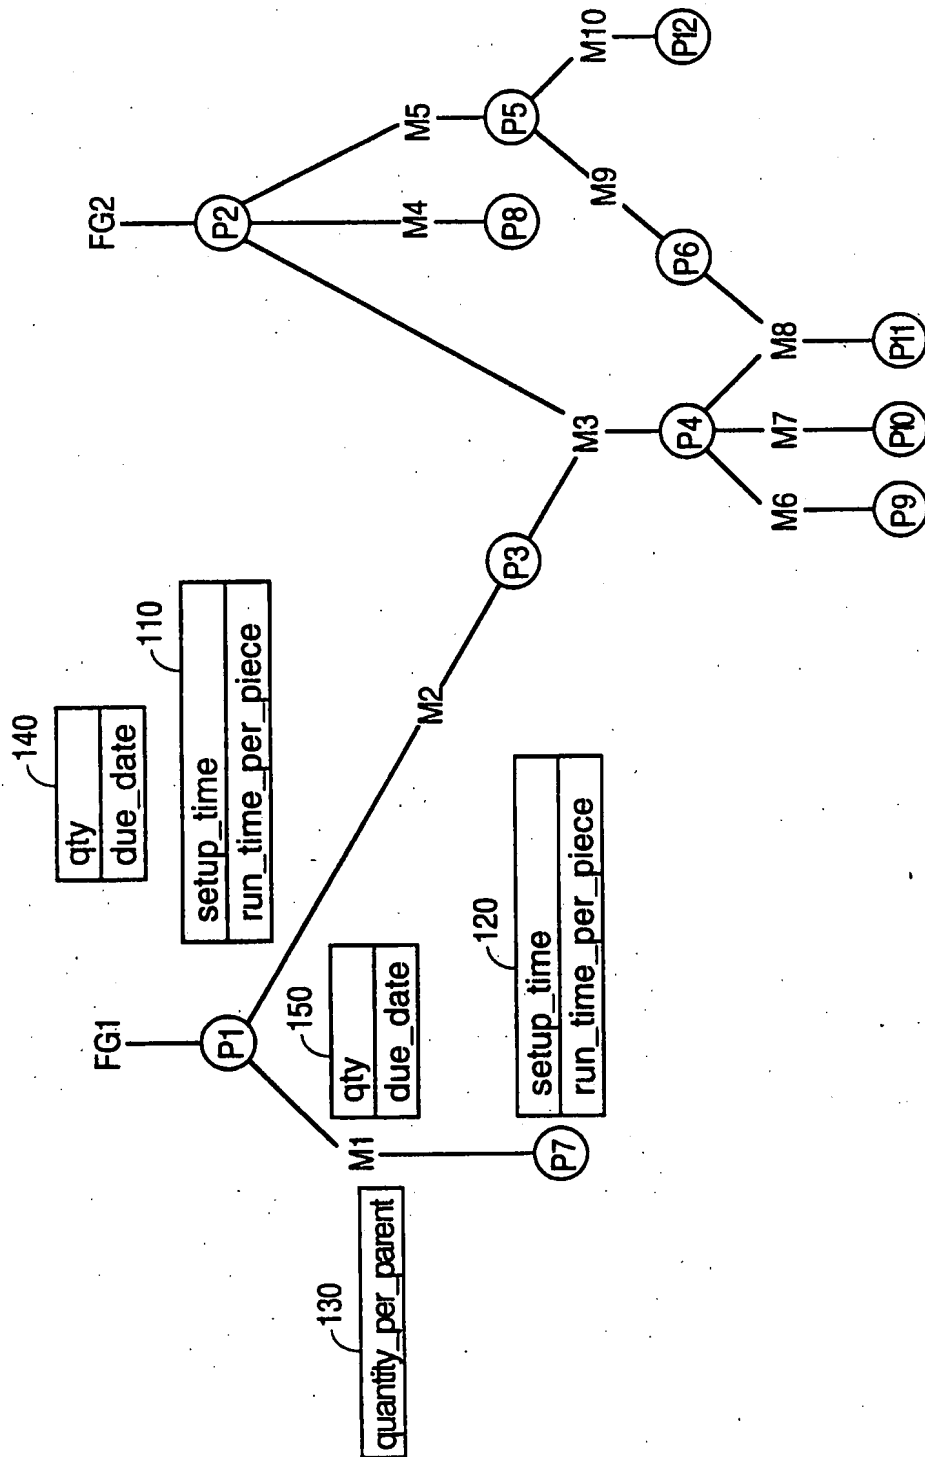 FG1
P1
140
qty
due_date
110
setup_time
run_time_per_piece
FG2
P2
130
quantity_per_parent
M1
150
qty
due_date
M2
M4
M5
120
setup_time
run_time_per_piece
P7
P3
P8
P5
M3
M9
M10
P4
P6
P12
M6
M7
M8
P9
P10
P11